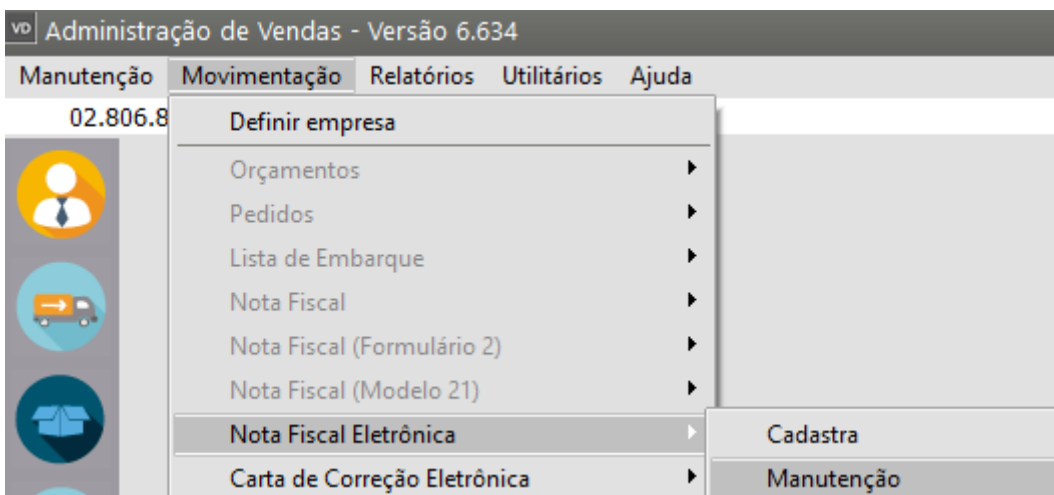 VD Administração de Vendas - Versão 6.634
Manutenção Movimentação Relatórios Utilitários Ajuda
02.806.8
Definir empresa
Orçamentos
Pedidos
Lista de Embarque
Nota Fiscal
Nota Fiscal (Formulário 2)
Nota Fiscal (Modelo 21)
Nota Fiscal Eletrônica Cadastra
Carta de Correção Eletrônica Manutenção